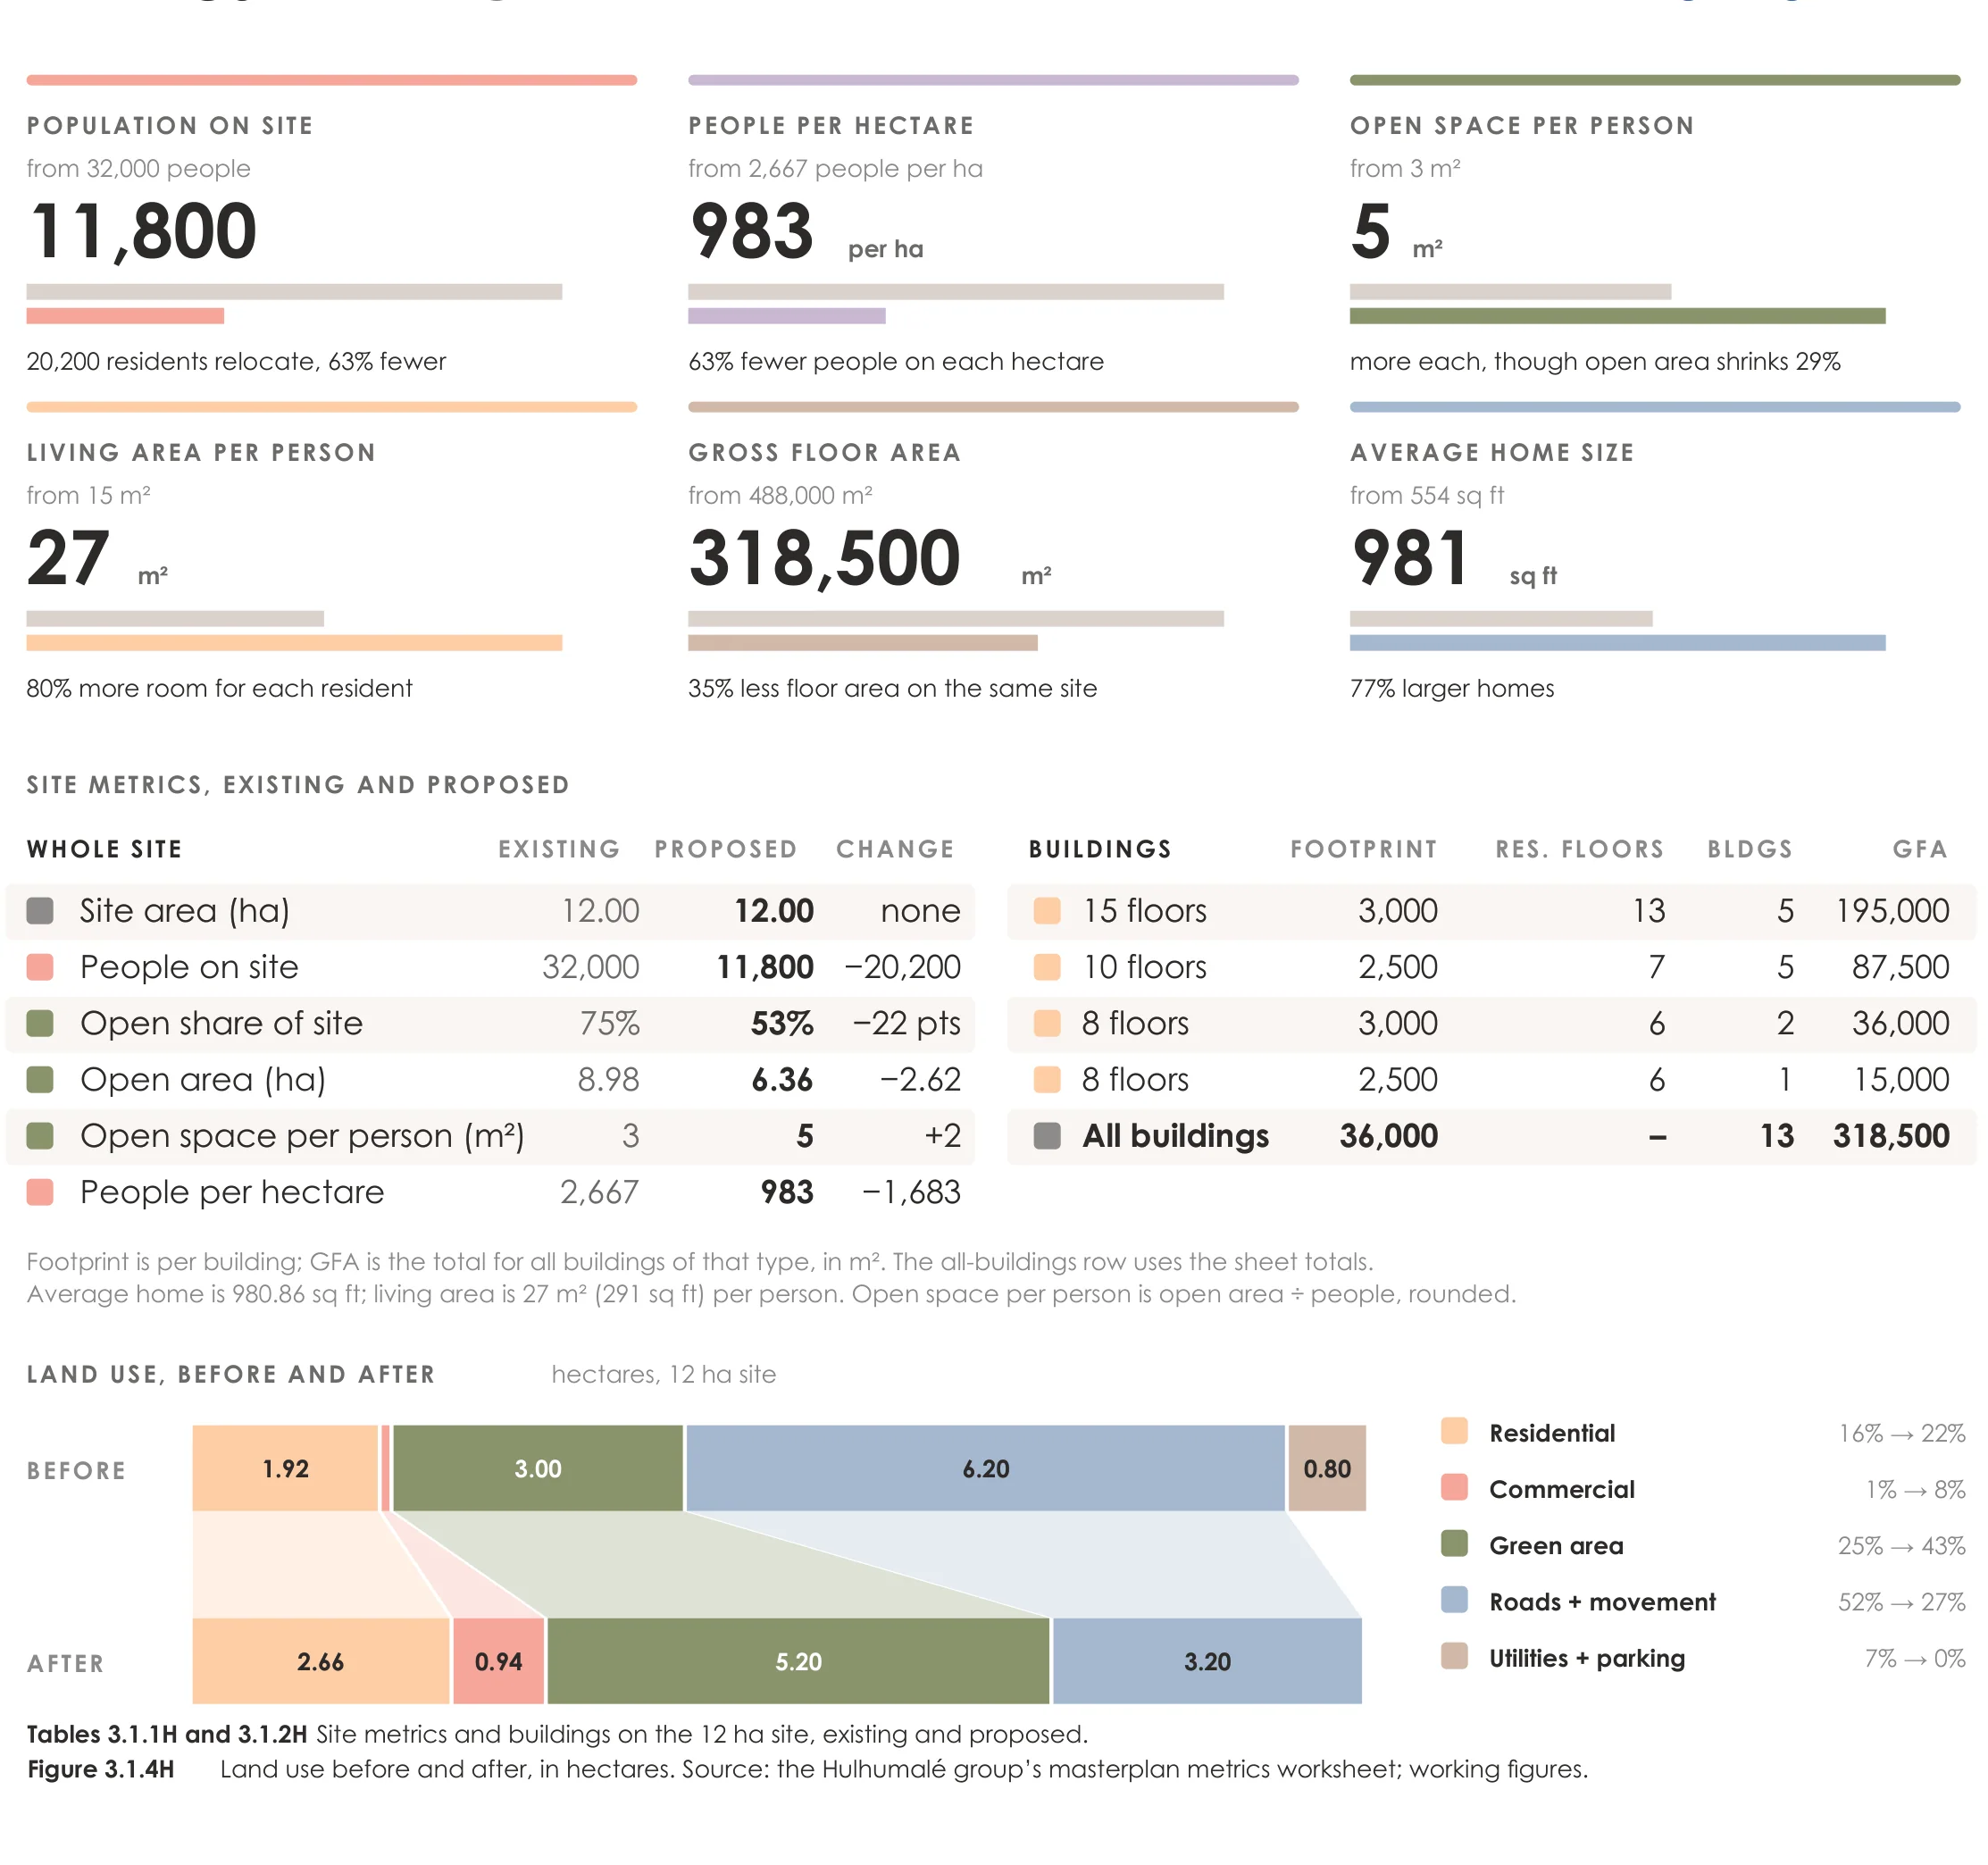 POPULATION ON SITE
from 32,000 people
11,800
20,200 residents relocate, 63% fewer
PEOPLE PER HECTARE
from 2,667 people per ha
983 per ha
63% fewer people on each hectare
OPEN SPACE PER PERSON
from 3 m²
5 m²
more each, though open area shrinks 29%
LIVING AREA PER PERSON
from 15 m²
27 m²
80% more room for each resident
GROSS FLOOR AREA
from 488,000 m²
318,500 m²
35% less floor area on the same site
AVERAGE HOME SIZE
from 554 sq ft
981 sq ft
77% larger homes
SITE METRICS, EXISTING AND PROPOSED
WHOLE SITE EXISTING PROPOSED CHANGE
Site area (ha) 12.00 12.00 none
People on site 32,000 11,800 −20,200
Open share of site 75% 53% −22 pts
Open area (ha) 8.98 6.36 −2.62
Open space per person (m²) 3 5 +2
People per hectare 2,667 983 −1,683
BUILDINGS FOOTPRINT RES. FLOORS BLDGS GFA
15 floors 3,000 13 5 195,000
10 floors 2,500 7 5 87,500
8 floors 3,000 6 2 36,000
8 floors 2,500 6 1 15,000
All buildings 36,000 – 13 318,500
Footprint is per building; GFA is the total for all buildings of that type, in m². The all-buildings row uses the sheet totals.
Average home is 980.86 sq ft; living area is 27 m² (291 sq ft) per person. Open space per person is open area ÷ people, rounded.
LAND USE, BEFORE AND AFTER hectares, 12 ha site
BEFORE 1.92 3.00 6.20 0.80
AFTER 2.66 0.94 5.20 3.20
Residential 16% → 22%
Commercial 1% → 8%
Green area 25% → 43%
Roads + movement 52% → 27%
Utilities + parking 7% → 0%
Tables 3.1.1H and 3.1.2H Site metrics and buildings on the 12 ha site, existing and proposed.
Figure 3.1.4H Land use before and after, in hectares. Source: the Hulhumalé group’s masterplan metrics worksheet; working figures.